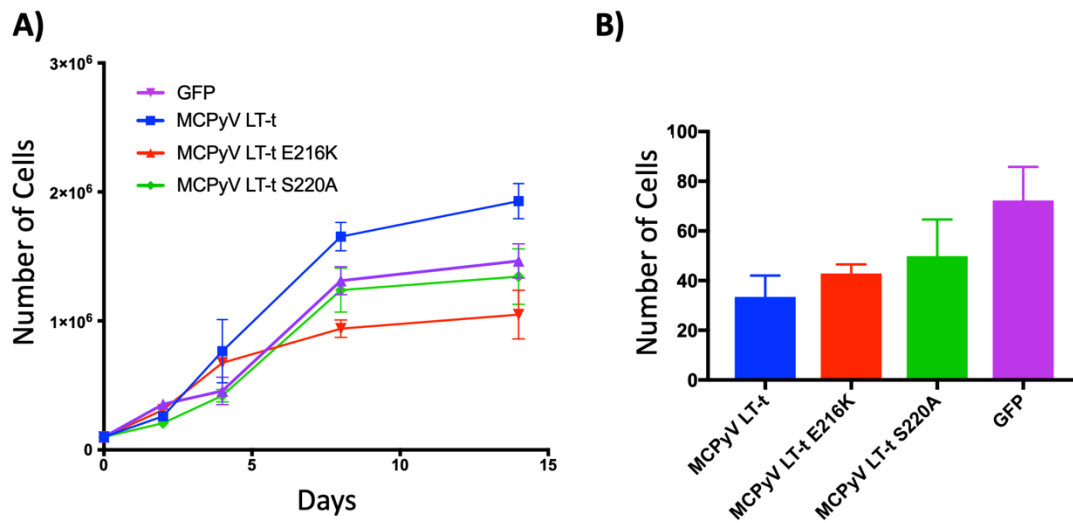 A)
Number of Cells
3×10⁶
2×10⁶
1×10⁶
0
GFP
MCPyV LT-t
MCPyV LT-t E216K
MCPyV LT-t S220A
0 5 10 15
Days
B)
Number of Cells
100
80
60
40
20
0
MCPyV LT-t
MCPyV LT-t E216K
MCPyV LT-t S220A
GFP